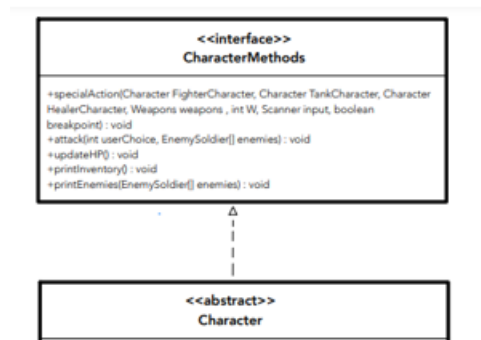 <<interface>>
CharacterMethods
+specialAction(Character FighterCharacter, Character TankCharacter, Character
HealerCharacter, Weapons weapons , int W, Scanner input, boolean
breakpoint) : void
+attack(int userChoice, EnemySoldier[] enemies) : void
+updateHP() : void
+printInventory() : void
+printEnemies(EnemySoldier[] enemies) : void
<<abstract>>
Character